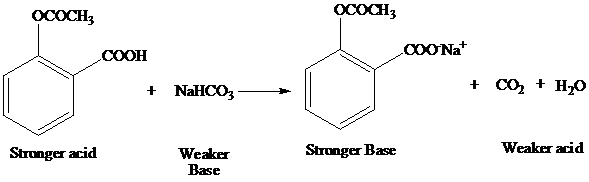 OCOCH₃
COOH
+ NaHCO₃
OCOCH₃
COO⁻Na⁺
+ CO₂ + H₂O
Stronger acid
Weaker
Base
Stronger Base
Weaker acid